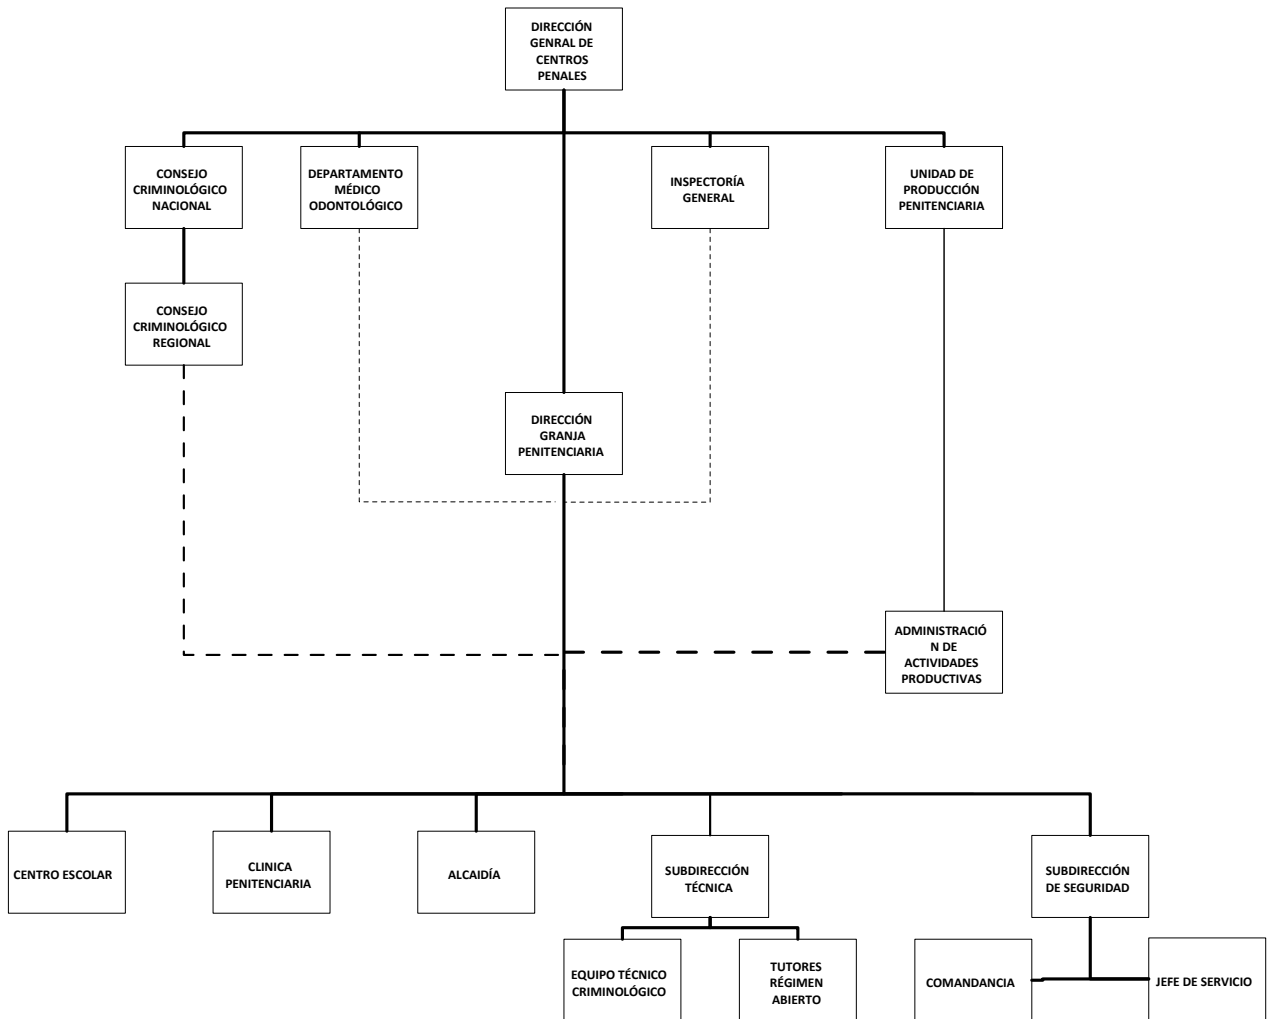 DIRECCIÓN
GENRAL DE
CENTROS
PENALES
CONSEJO
CRIMINOLÓGICO
NACIONAL
DEPARTAMENTO
MÉDICO
ODONTOLÓGICO
INSPECTORÍA
GENERAL
UNIDAD DE
PRODUCCIÓN
PENITENCIARIA
CONSEJO
CRIMINOLÓGICO
REGIONAL
DIRECCIÓN
GRANJA
PENITENCIARIA
ADMINISTRACIÓ
N DE
ACTIVIDADES
PRODUCTIVAS
CENTRO ESCOLAR
CLINICA
PENITENCIARIA
ALCAIDÍA
SUBDIRECCIÓN
TÉCNICA
SUBDIRECCIÓN
DE SEGURIDAD
EQUIPO TÉCNICO
CRIMINOLÓGICO
TUTORES
RÉGIMEN
ABIERTO
COMANDANCIA
JEFE DE SERVICIO